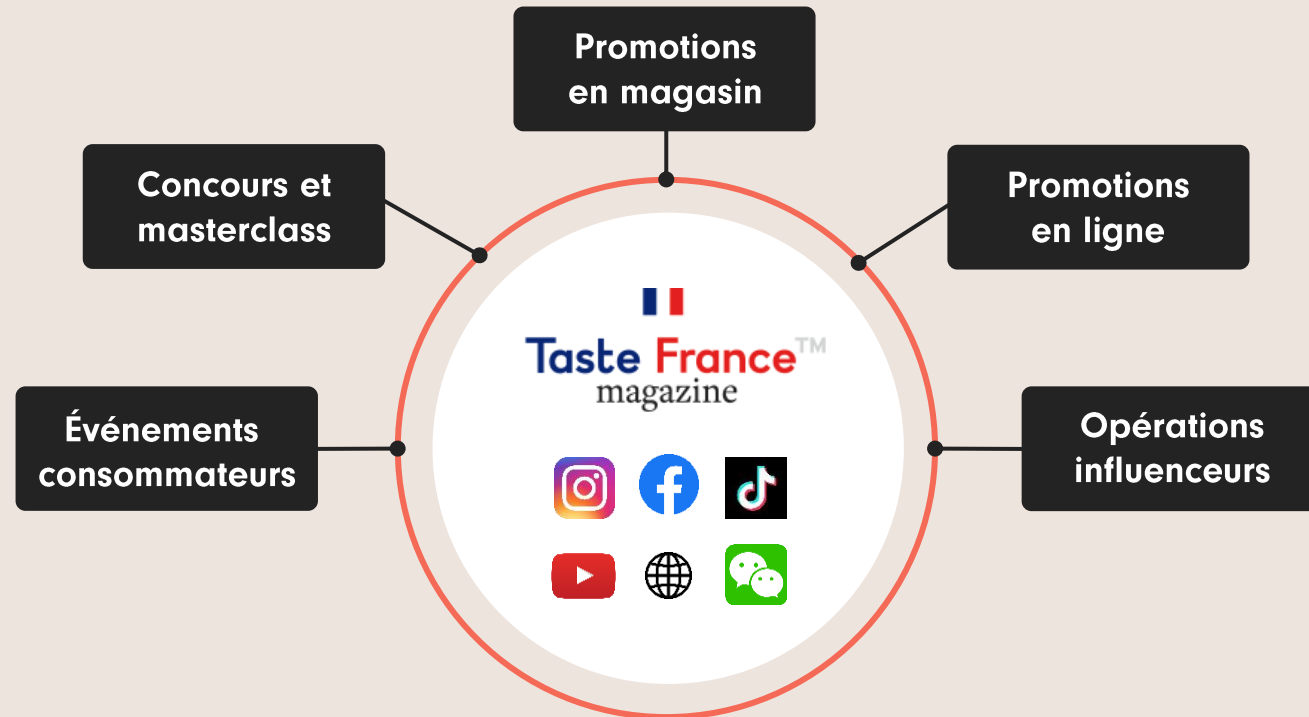 Promotions
en magasin
Concours et
masterclass
Promotions
en ligne
Taste France™
magazine
Événements
consommateurs
Opérations
influenceurs